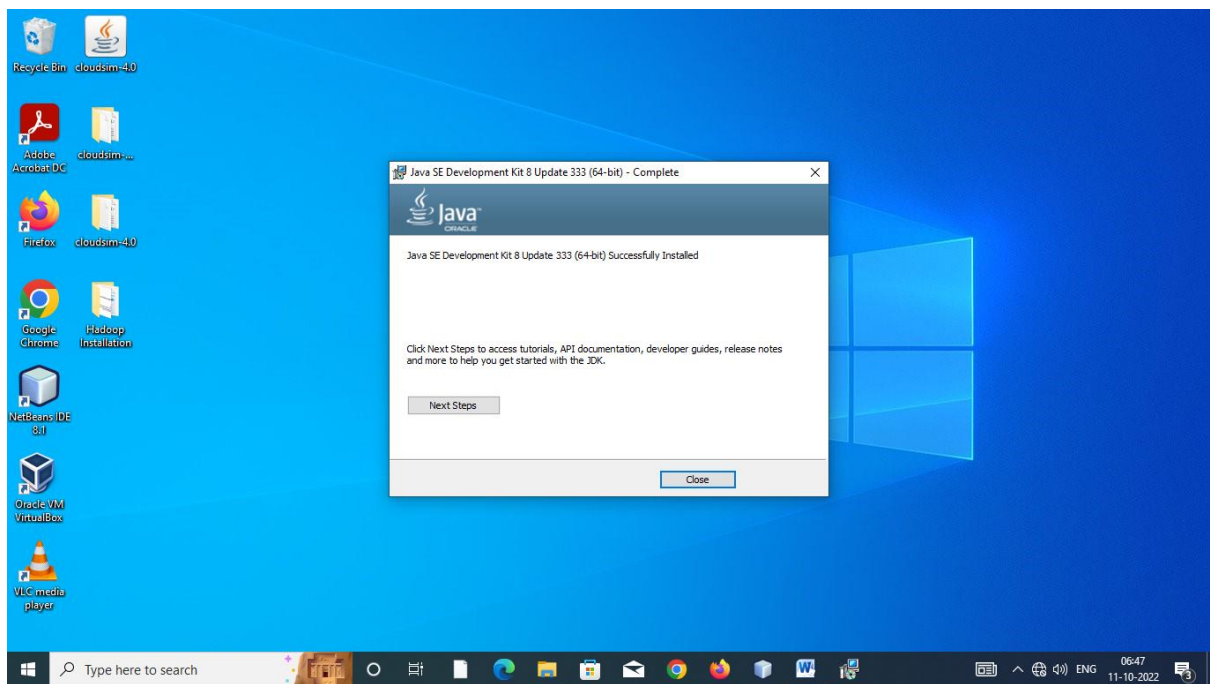 Recycle Bin
cloudsim-4.0
Adobe
Acrobat DC
cloudsim-...
Firefox
cloudsim-4.0
Google
Chrome
Hadoop
Installation
NetBeans IDE
8.1
Oracle VM
VirtualBox
VLC media
player
Java SE Development Kit 8 Update 333 (64-bit) - Complete
Java™
ORACLE
Java SE Development Kit 8 Update 333 (64-bit) Successfully Installed
Click Next Steps to access tutorials, API documentation, developer guides, release notes
and more to help you get started with the JDK.
Next Steps
Close
Type here to search
W
ENG
06:47
11-10-2022
3